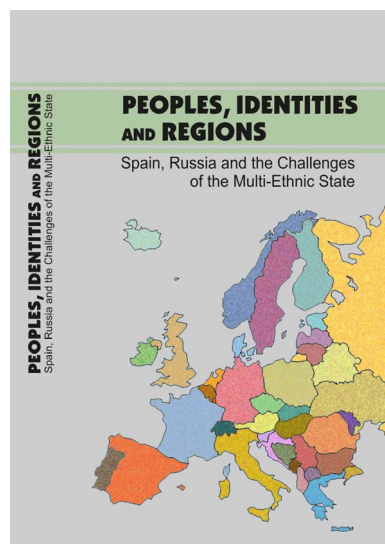 PEOPLES, IDENTITIES
AND REGIONS
Spain, Russia and the Challenges
of the Multi-Ethnic State
PEOPLES, IDENTITIES AND REGIONS
Spain, Russia and the Challenges of the Multi-Ethnic State